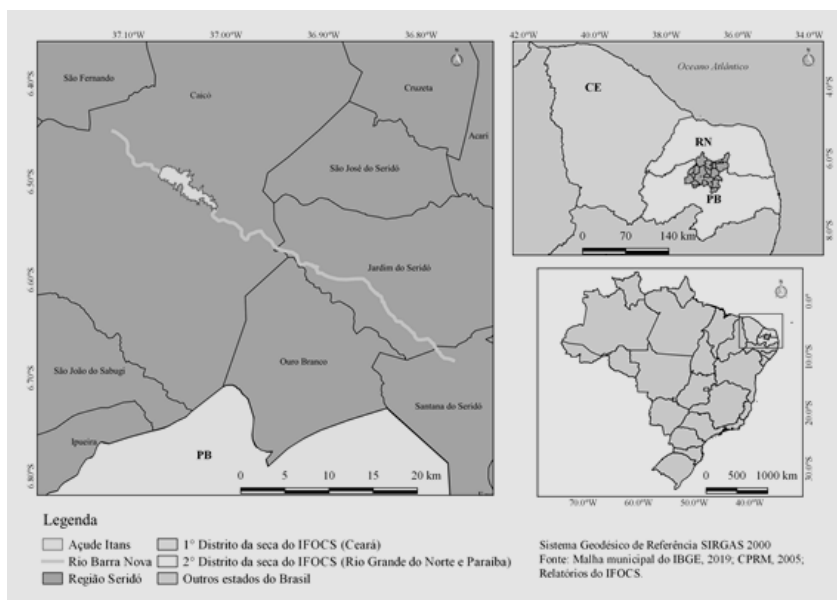 37.10°W 37.00°W 36.90°W 36.80°W
6.40°S
6.50°S
6.60°S
6.70°S
6.80°S
N
São Fernando
Caicó
Cruzeta
Acari
São José do Seridó
Jardim do Seridó
Ouro Branco
São João do Sabugi
Santana do Seridó
Ipueira
PB
0 5 10 15 20 km
42.0°W 40.0°W 38.0°W 36.0°W 34.0°W
4.0°S
6.0°S
8.0°S
Oceano Atlântico
CE
RN
PB
0 70 140 km
0.0°
10.0°S
20.0°S
30.0°S
0 500 1000 km
70.0°W 60.0°W 50.0°W 40.0°W
Legenda
Açude Itans
Rio Barra Nova
Região Seridó
1° Distrito da seca do IFOCS (Ceará)
2° Distrito da seca do IFOCS (Rio Grande do Norte e Paraíba)
Outros estados do Brasil
Sistema Geodésico de Referência SIRGAS 2000
Fonte: Malha municipal do IBGE, 2019; CPRM, 2005;
Relatórios do IFOCS.